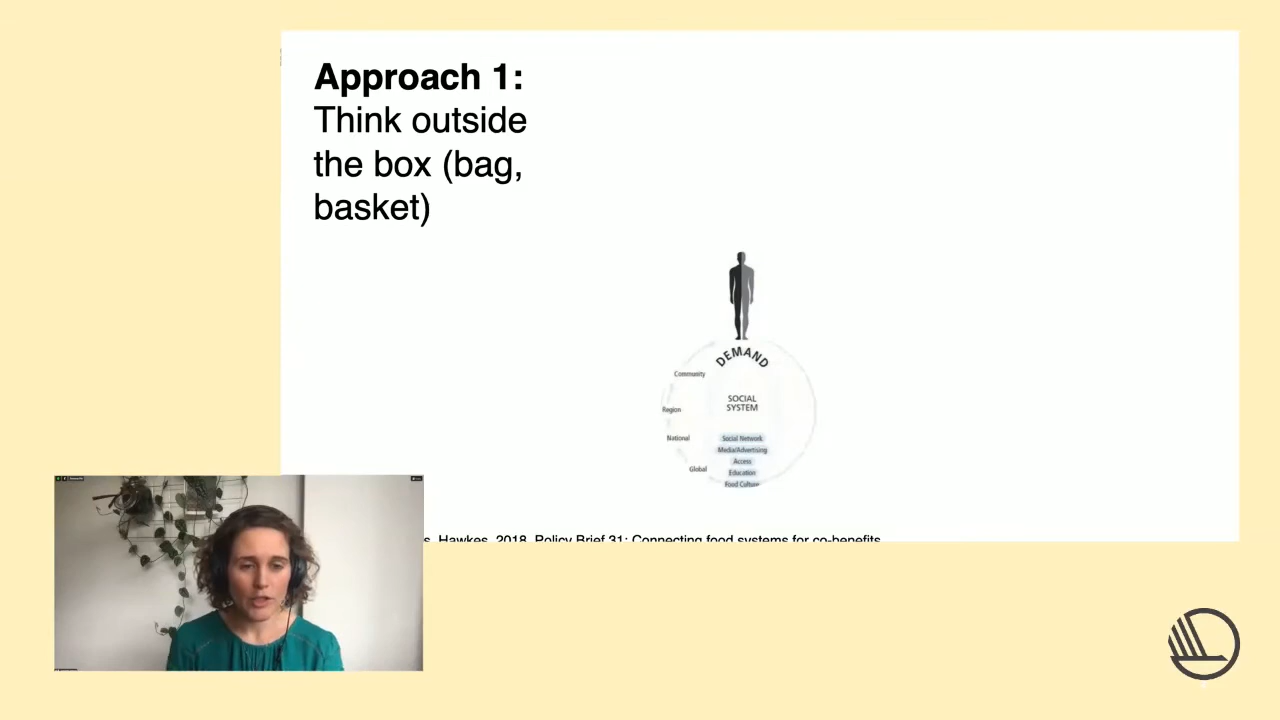 Approach 1:
Think outside
the box (bag,
basket)
DEMAND
Community
SOCIAL
SYSTEM
Region
National
Social Network
Media/Advertising
Access
Global
Education
Food Culture
s, Hawkes, 2018, Policy Brief 31: Connecting food systems for co-benefits